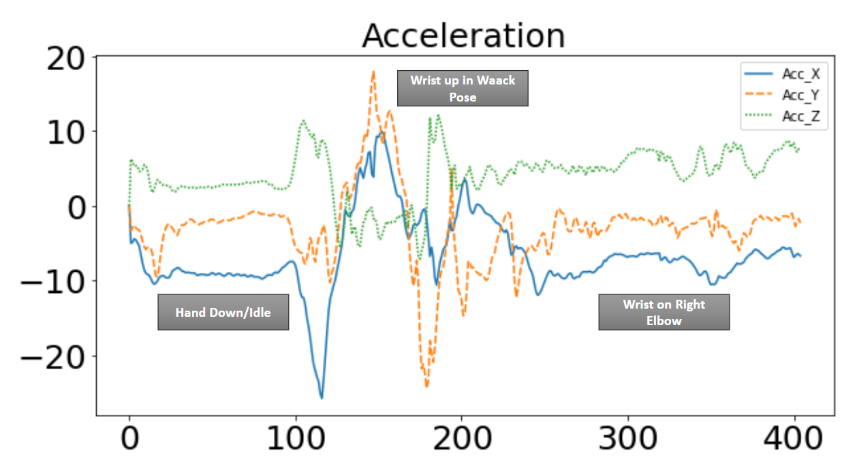 Acceleration
20
10
0
−10
−20
0
100
200
300
400
Wrist up in Waack
Pose
Acc_X
Acc_Y
Acc_Z
Hand Down/Idle
Wrist on Right
Elbow